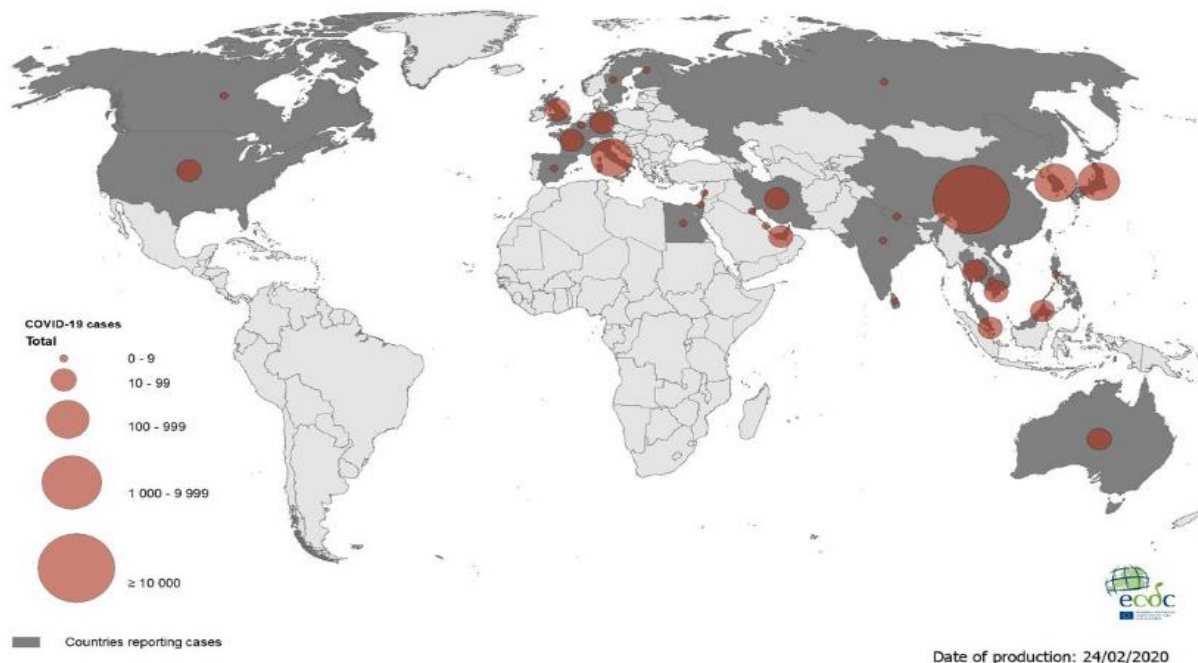 COVID-19 cases
Total
0 - 9
10 - 99
100 - 999
1 000 - 9 999
≥ 10 000
Countries reporting cases
ecdc
Date of production: 24/02/2020